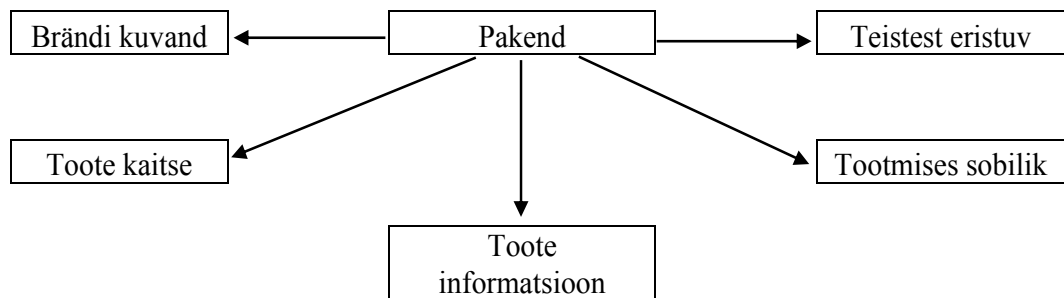 Brändi kuvand
Pakend
Teistest eristuv
Toote kaitse
Tootmises sobilik
Toote
informatsioon